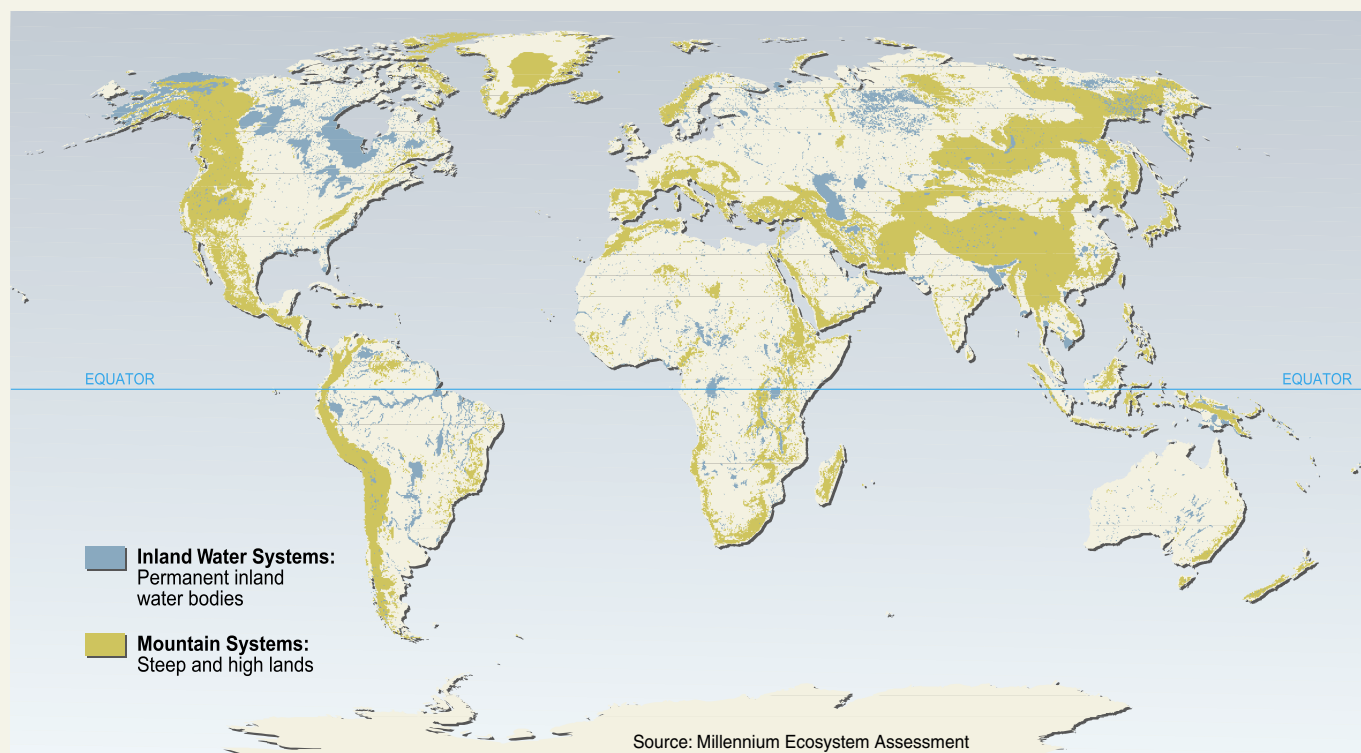 EQUATOR
EQUATOR
Inland Water Systems:
Permanent inland
water bodies
Mountain Systems:
Steep and high lands
Source: Millennium Ecosystem Assessment